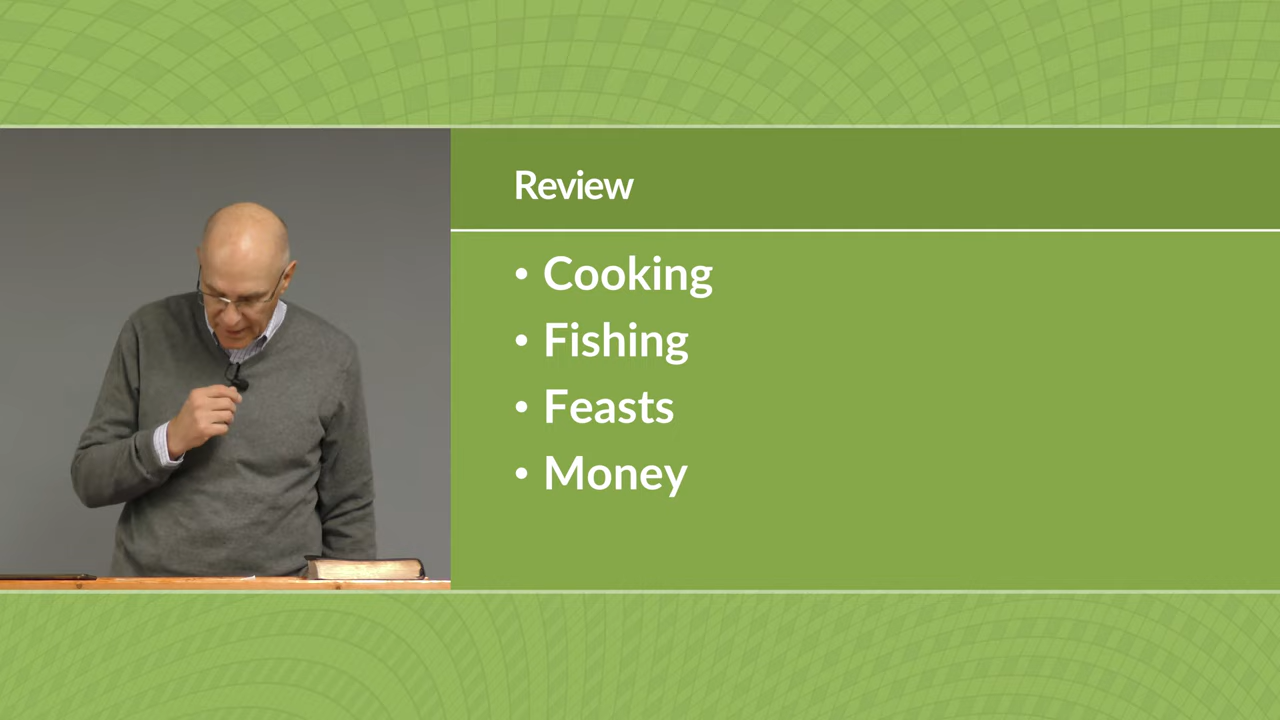 Review
• Cooking
• Fishing
• Feasts
• Money